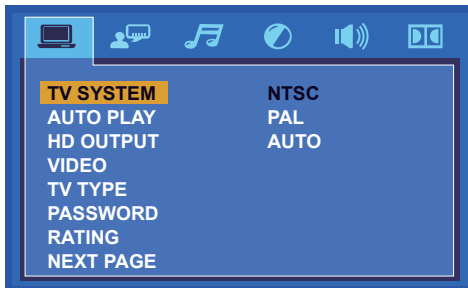 TV SYSTEM NTSC
AUTO PLAY PAL
HD OUTPUT AUTO
VIDEO
TV TYPE
PASSWORD
RATING
NEXT PAGE